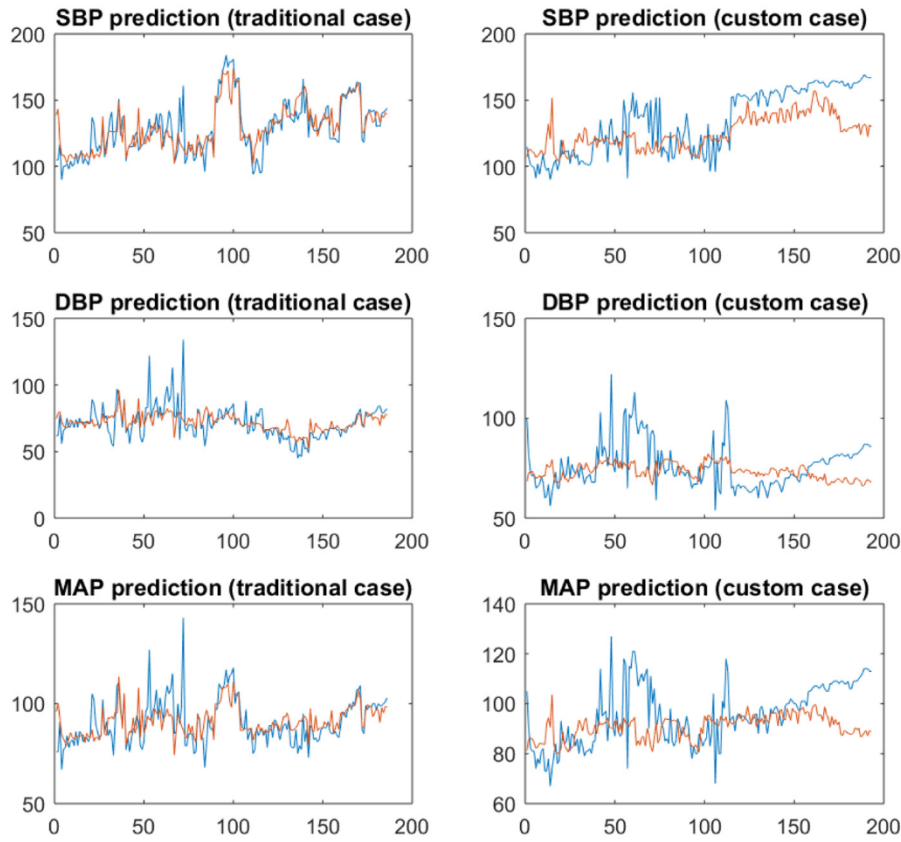 SBP prediction (traditional case)
200
150
100
50
0 50 100 150 200
SBP prediction (custom case)
200
150
100
50
0 50 100 150 200
DBP prediction (traditional case)
150
100
50
0
0 50 100 150 200
DBP prediction (custom case)
150
100
50
0 50 100 150 200
MAP prediction (traditional case)
150
100
50
0 50 100 150 200
MAP prediction (custom case)
140
120
100
80
60
0 50 100 150 200